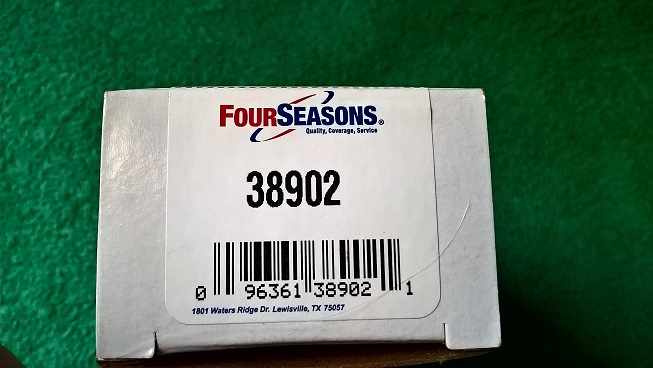 FOURSEASONS®
Quality, Coverage, Service
38902
0 96361 38902 1
1801 Waters Ridge Dr. Lewisville, TX 75057